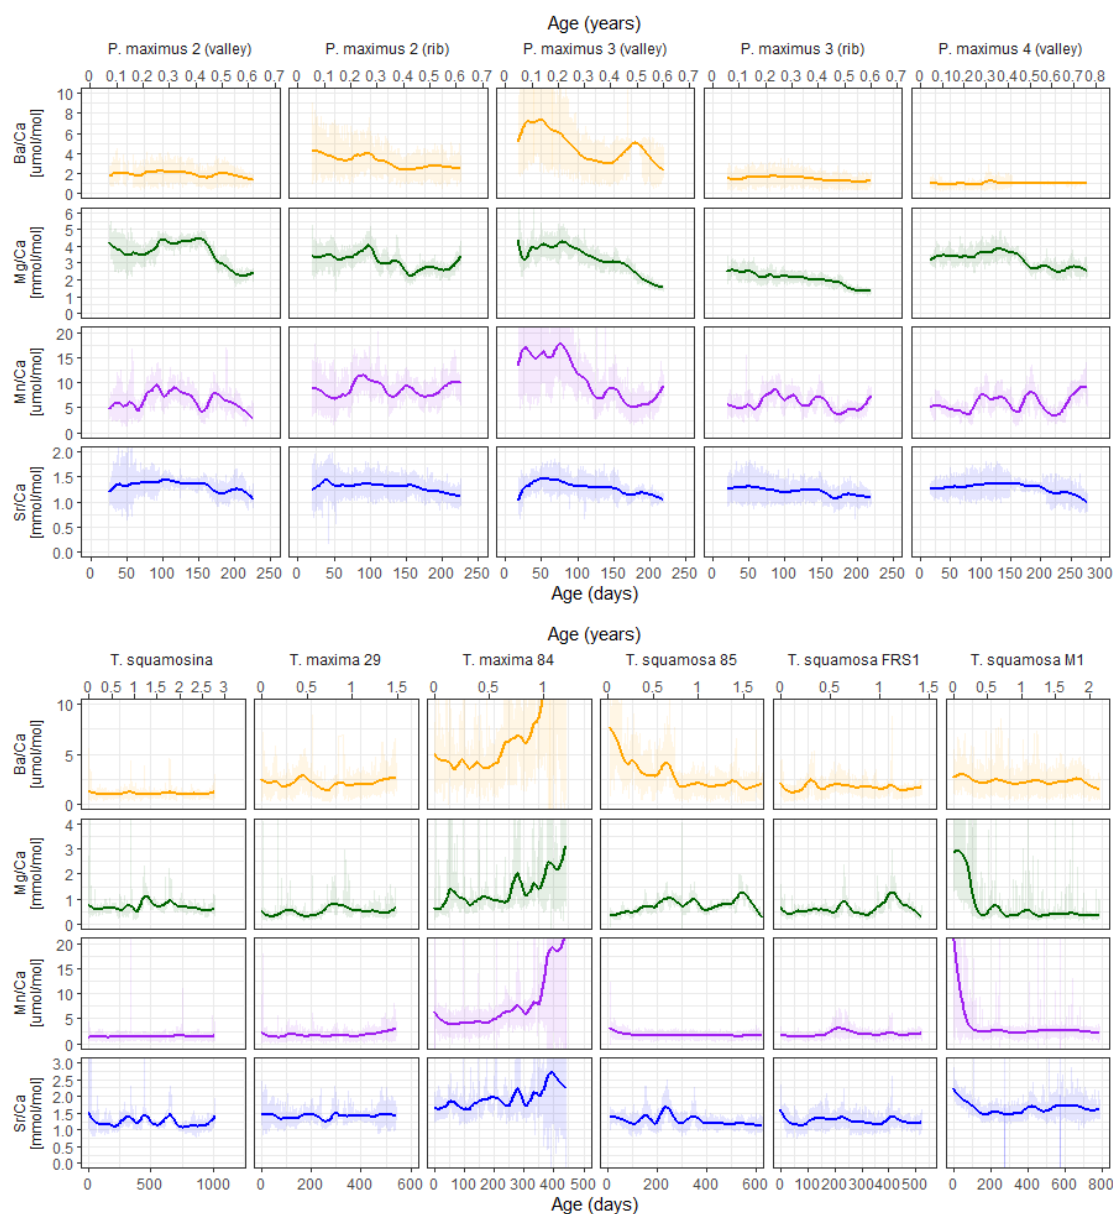 Age (years)
P. maximus 2 (valley) P. maximus 2 (rib) P. maximus 3 (valley) P. maximus 3 (rib) P. maximus 4 (valley)
0 0.1 0.2 0.3 0.4 0.5 0.6 0.7 0 0.1 0.2 0.3 0.4 0.5 0.6 0.7 0 0.1 0.2 0.3 0.4 0.5 0.6 0.7 0 0.1 0.2 0.3 0.4 0.5 0.6 0.7 0 0.1 0.2 0.3 0.4 0.5 0.6 0.7 0.8
Ba/Ca
[umol/mol]
10
8
6
4
2
0
Mg/Ca
[mmol/mol]
6
5
4
3
2
1
0
Mn/Ca
[umol/mol]
20
15
10
5
0
Sr/Ca
[mmol/mol]
2.0
1.5
1.0
0.5
0.0
0 50 100 150 200 250 0 50 100 150 200 250 0 50 100 150 200 250 0 50 100 150 200 250 0 50 100 150 200 250 300
Age (days)
Age (years)
T. squamosina T. maxima 29 T. maxima 84 T. squamosa 85 T. squamosa FRS1 T. squamosa M1
0 0.5 1 1.5 2 2.5 3 0 0.5 1 1.5 0 0.5 1 0 0.5 1 1.5 0 0.5 1 1.5 0 0.5 1 1.5 2
Ba/Ca
[umol/mol]
10
5
0
Mg/Ca
[mmol/mol]
4
3
2
1
0
Mn/Ca
[umol/mol]
20
15
10
5
0
Sr/Ca
[mmol/mol]
3.0
2.5
2.0
1.5
1.0
0.5
0.0
0 500 1000 0 200 400 600 0 100 200 300 400 0 200 400 600 0 100 200 300 400 500 0 200 400 600 800
Age (days)